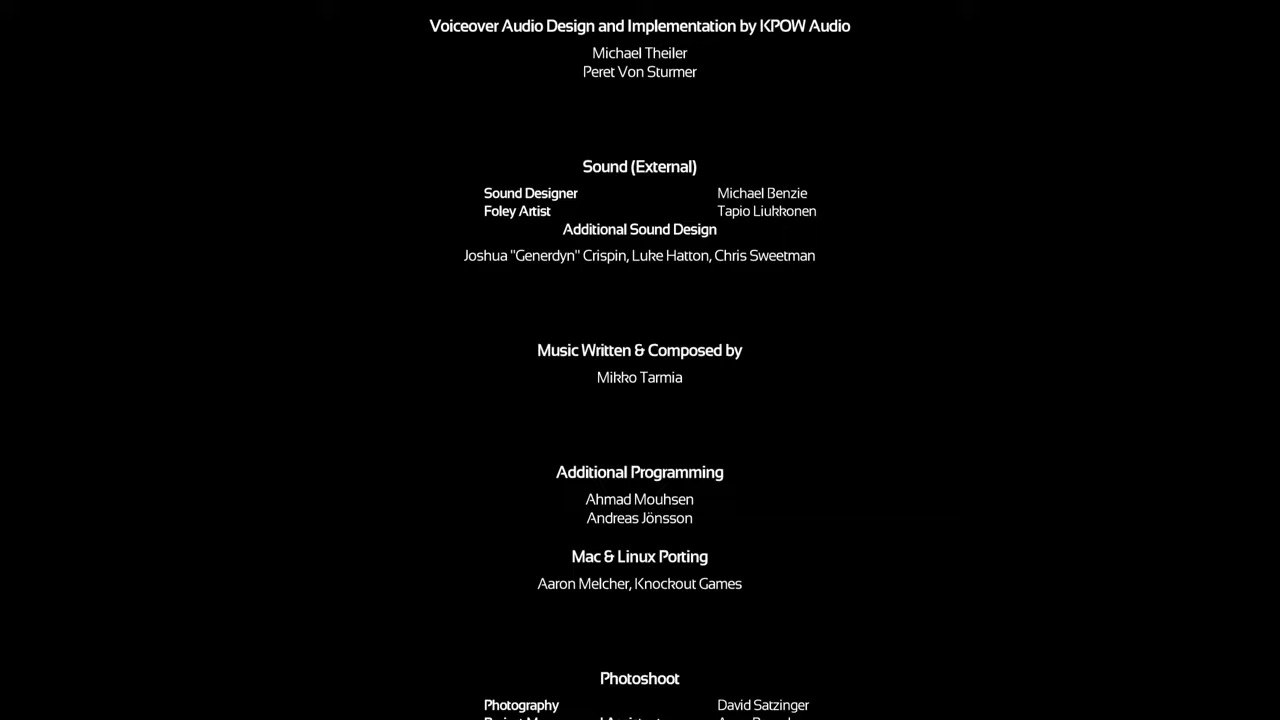 Voiceover Audio Design and Implementation by KPOW Audio
Michael Theiler
Peret Von Sturmer
Sound (External)
Sound Designer Michael Benzie
Foley Artist Tapio Liukkonen
Additional Sound Design
Joshua "Generdyn" Crispin, Luke Hatton, Chris Sweetman
Music Written & Composed by
Mikko Tarmia
Additional Programming
Ahmad Mouhsen
Andreas Jönsson
Mac & Linux Porting
Aaron Melcher, Knockout Games
Photoshoot
Photography David Satzinger